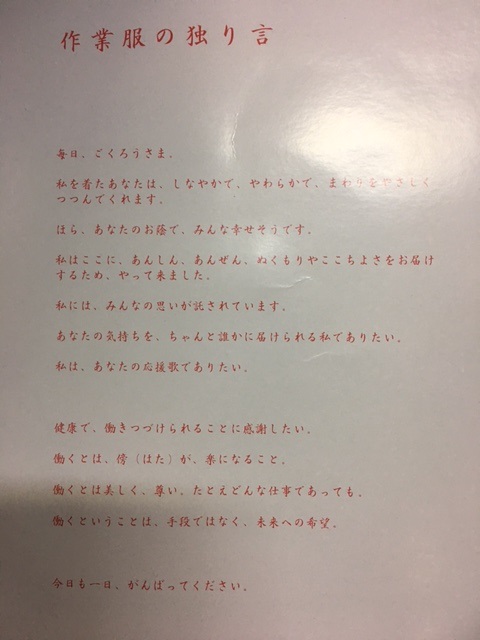 作業服の独り言
毎日、ごくろうさま。
私を着たあなたは、しなやかで、やわらかで、まわりをやさしく
つつんでくれます。
ほら、あなたのお蔭で、みんな幸せそうです。
私はここに、あんしん、あんぜん、ぬくもりやここちよさをお届け
するため、やって来ました。
私には、みんなの思いが託されています。
あなたの気持ちを、ちゃんと誰かに届けられる私でありたい。
私は、あなたの応援歌でありたい。
健康で、働きつづけられることに感謝したい。
働くとは、傍（はた）が、楽になること。
働くとは美しく、尊い。たとえどんな仕事であっても。
働くということは、手段ではなく、未来への希望。
今日も一日、がんばってください。